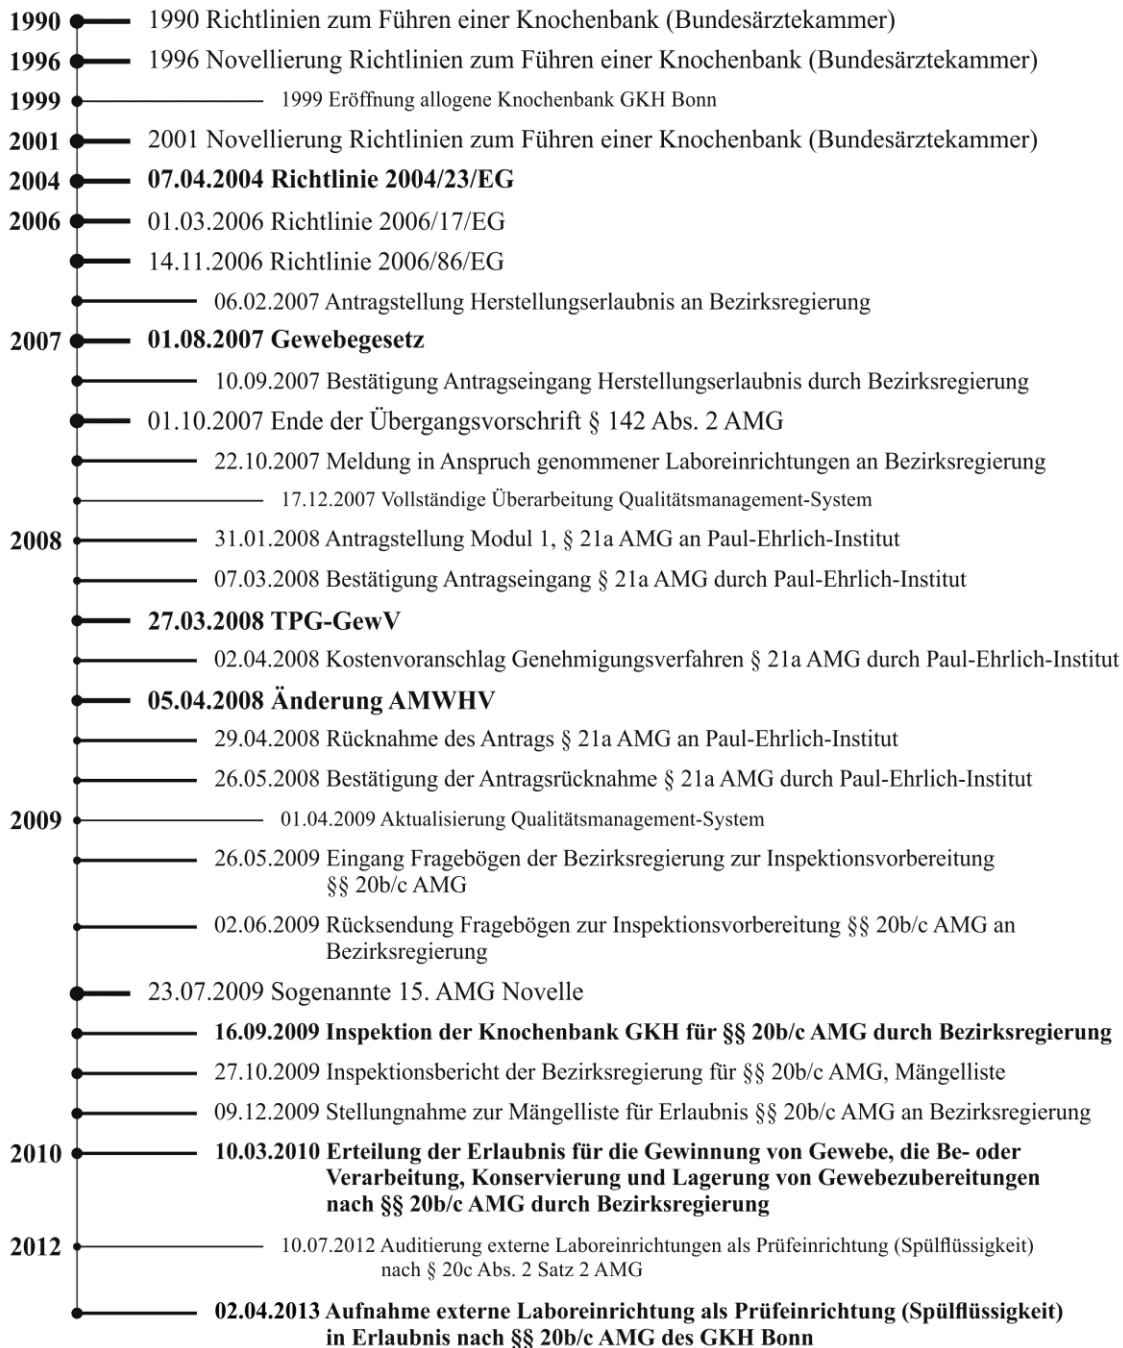 1990 1990 Richtlinien zum Führen einer Knochenbank (Bundesärztekammer)
1996 1996 Novellierung Richtlinien zum Führen einer Knochenbank (Bundesärztekammer)
1999 1999 Eröffnung allogene Knochenbank GKH Bonn
2001 2001 Novellierung Richtlinien zum Führen einer Knochenbank (Bundesärztekammer)
2004 07.04.2004 Richtlinie 2004/23/EG
2006 01.03.2006 Richtlinie 2006/17/EG
14.11.2006 Richtlinie 2006/86/EG
06.02.2007 Antragstellung Herstellungserlaubnis an Bezirksregierung
2007 01.08.2007 Gewebegesetz
10.09.2007 Bestätigung Antragseingang Herstellungserlaubnis durch Bezirksregierung
01.10.2007 Ende der Übergangsvorschrift § 142 Abs. 2 AMG
22.10.2007 Meldung in Anspruch genommener Laboreinrichtungen an Bezirksregierung
17.12.2007 Vollständige Überarbeitung Qualitätsmanagement-System
2008 31.01.2008 Antragstellung Modul 1, § 21a AMG an Paul-Ehrlich-Institut
07.03.2008 Bestätigung Antragseingang § 21a AMG durch Paul-Ehrlich-Institut
27.03.2008 TPG-GewV
02.04.2008 Kostenvoranschlag Genehmigungsverfahren § 21a AMG durch Paul-Ehrlich-Institut
05.04.2008 Änderung AMWHV
29.04.2008 Rücknahme des Antrags § 21a AMG an Paul-Ehrlich-Institut
26.05.2008 Bestätigung der Antragsrücknahme § 21a AMG durch Paul-Ehrlich-Institut
2009 01.04.2009 Aktualisierung Qualitätsmanagement-System
26.05.2009 Eingang Fragebögen der Bezirksregierung zur Inspektionsvorbereitung
§§ 20b/c AMG
02.06.2009 Rücksendung Fragebögen zur Inspektionsvorbereitung §§ 20b/c AMG an
Bezirksregierung
23.07.2009 Sogenannte 15. AMG Novelle
16.09.2009 Inspektion der Knochenbank GKH für §§ 20b/c AMG durch Bezirksregierung
27.10.2009 Inspektionsbericht der Bezirksregierung für §§ 20b/c AMG, Mängelliste
09.12.2009 Stellungnahme zur Mängelliste für Erlaubnis §§ 20b/c AMG an Bezirksregierung
2010 10.03.2010 Erteilung der Erlaubnis für die Gewinnung von Gewebe, die Be- oder
Verarbeitung, Konservierung und Lagerung von Gewebezubereitungen
nach §§ 20b/c AMG durch Bezirksregierung
2012 10.07.2012 Auditierung externe Laboreinrichtungen als Prüfeinrichtung (Spülflüssigkeit)
nach § 20c Abs. 2 Satz 2 AMG
02.04.2013 Aufnahme externe Laboreinrichtung als Prüfeinrichtung (Spülflüssigkeit)
in Erlaubnis nach §§ 20b/c AMG des GKH Bonn